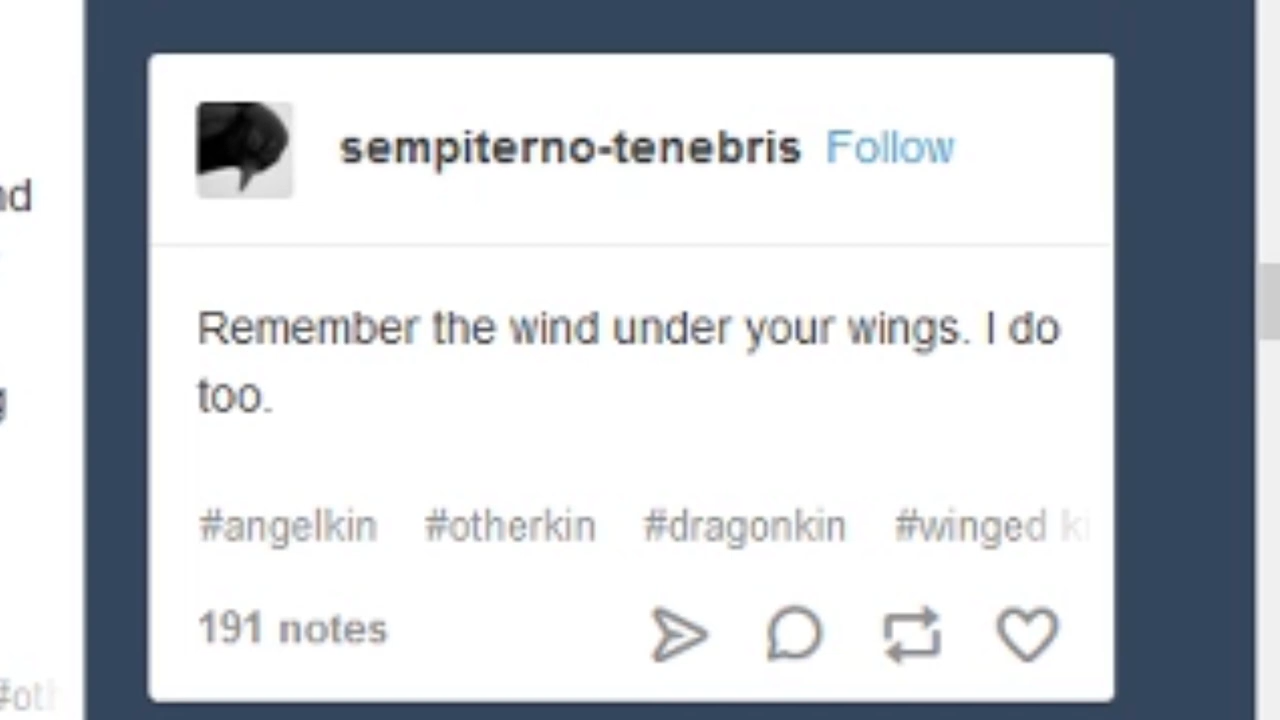 sempiterno-tenebris Follow
Remember the wind under your wings. I do
too.
#angelkin #otherkin #dragonkin #winged
191 notes